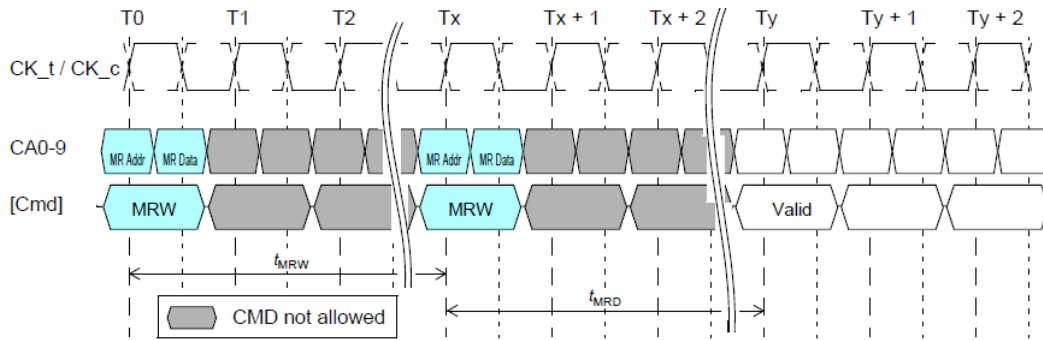 T0 T1 T2 Tx Tx + 1 Tx + 2 Ty Ty + 1 Ty + 2
CK_t / CK_c
CA0-9 MR Addr MR Data MR Addr MR Data
[Cmd] MRW MRW Valid
tMRW
tMRD
CMD not allowed